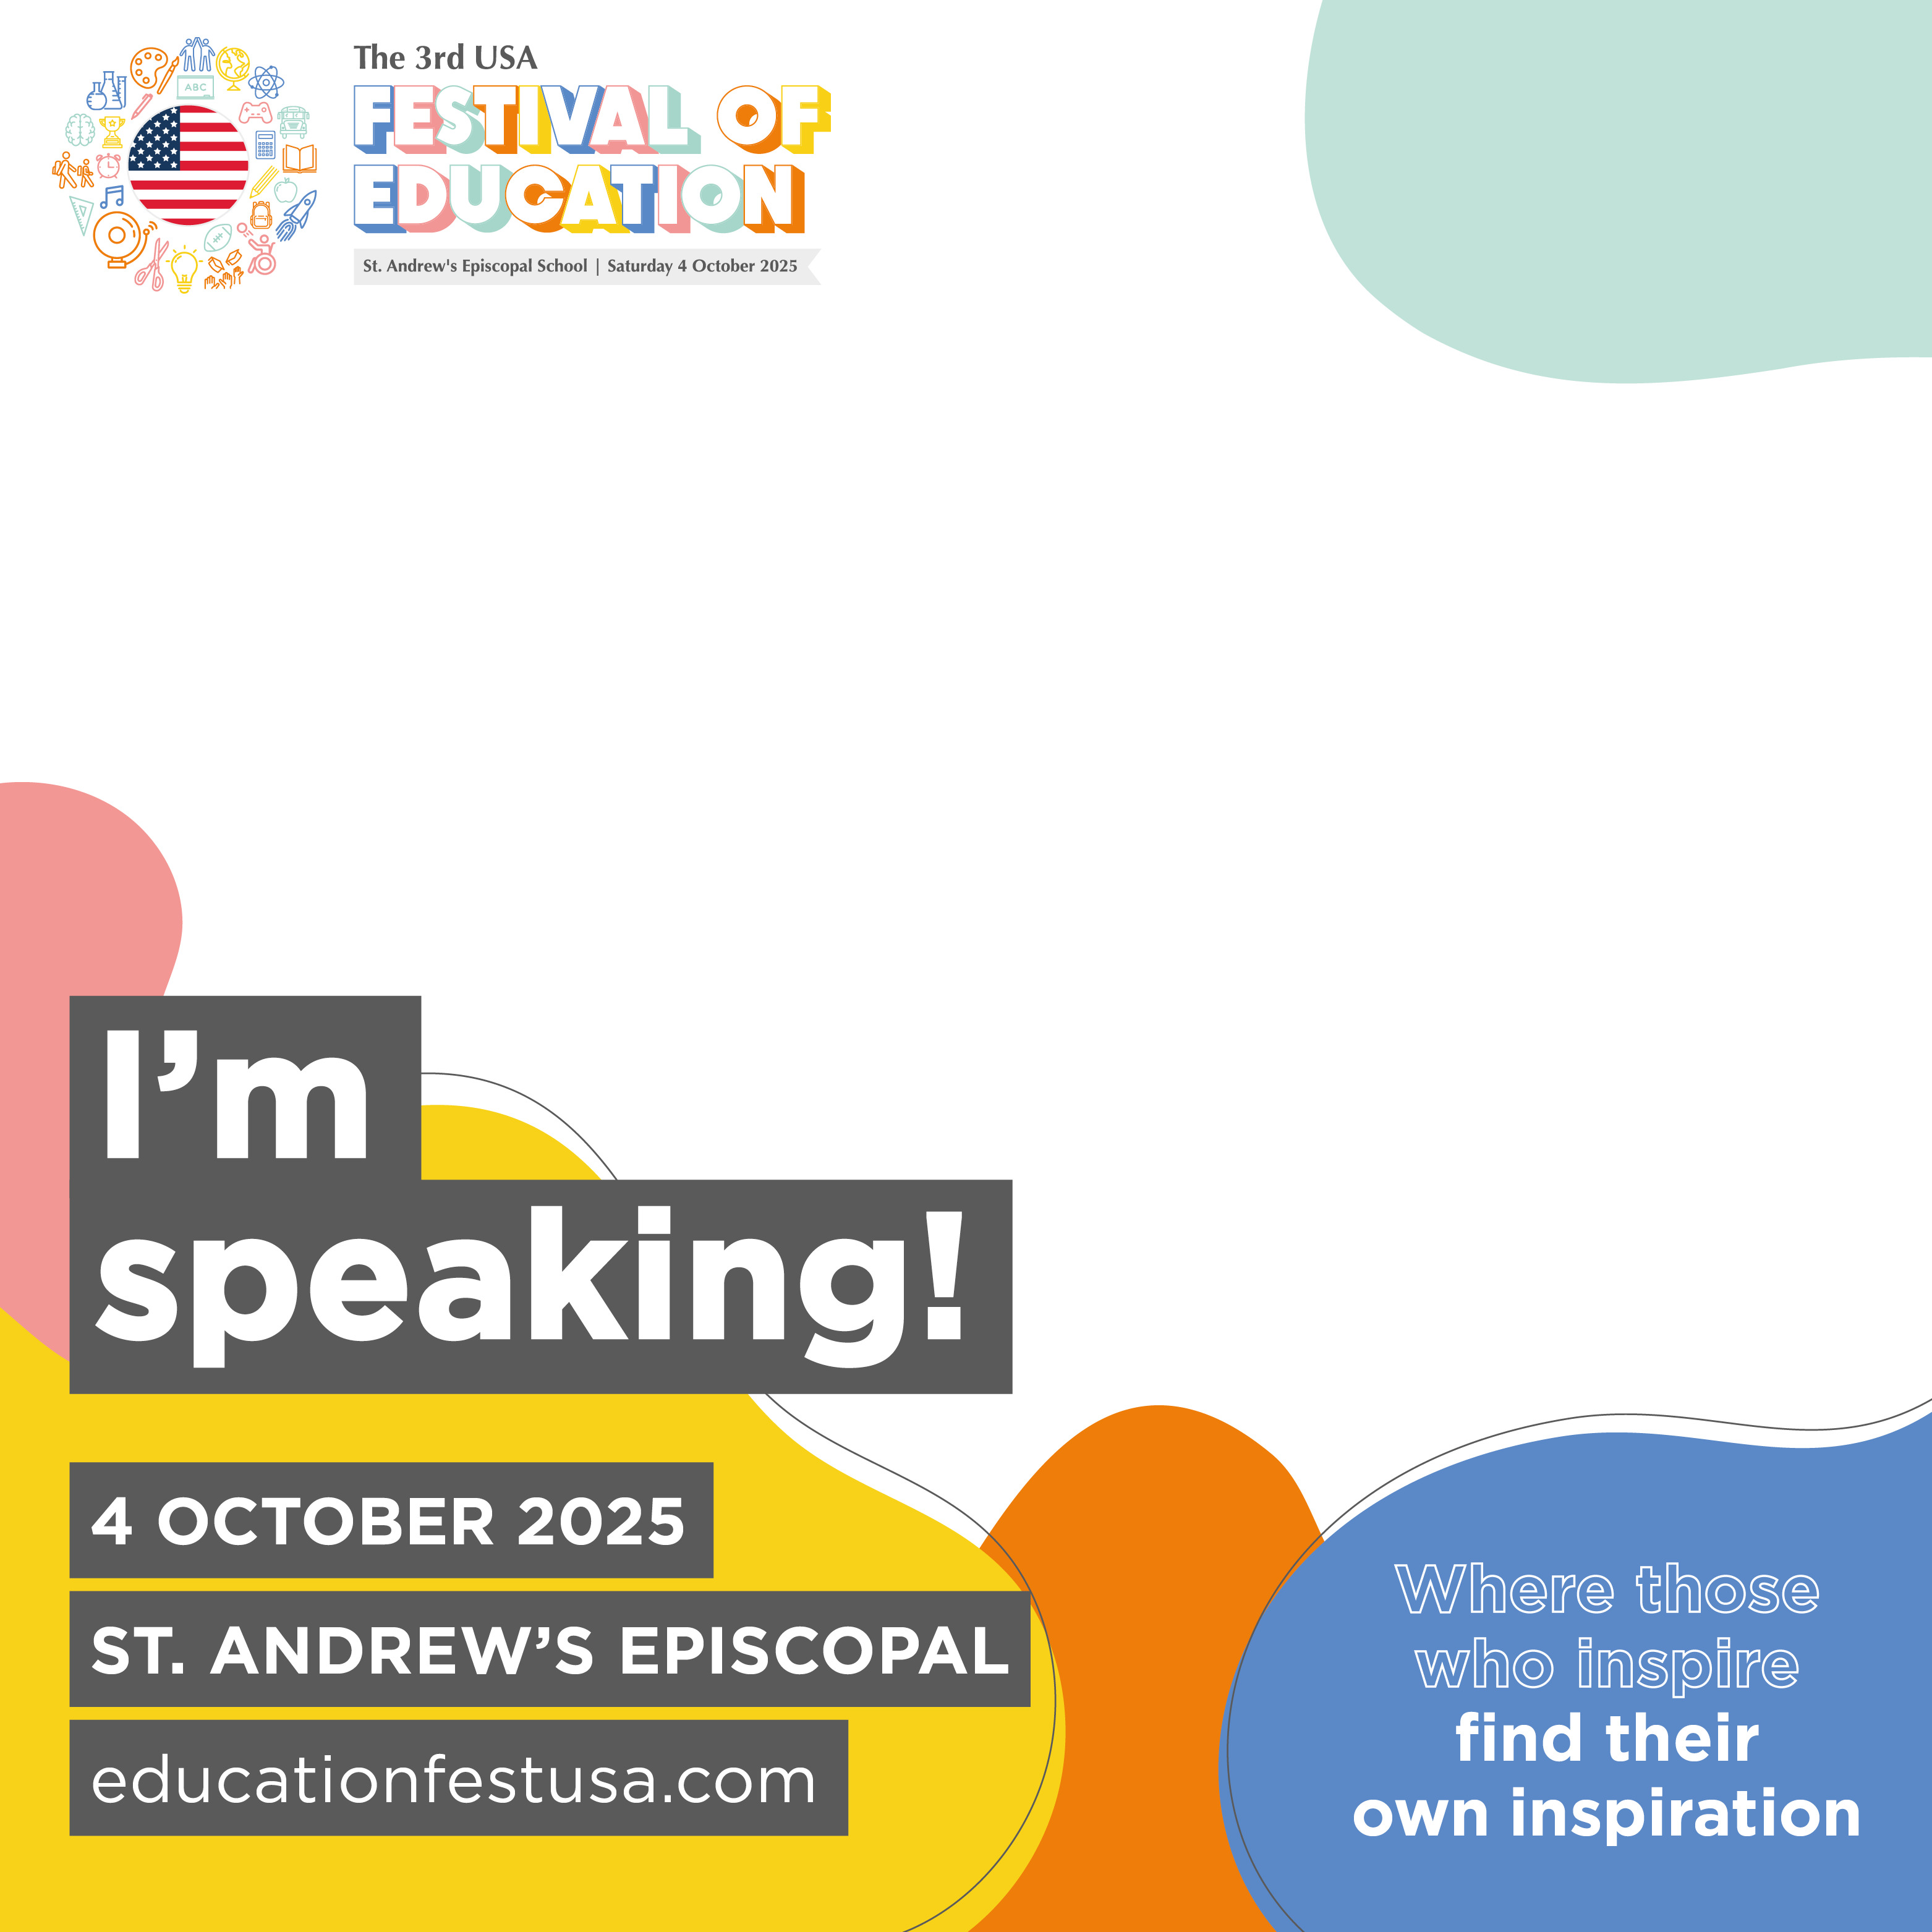 The 3rd USA
FESTIVAL OF
EDUCATION
St. Andrew's Episcopal School | Saturday 4 October 2025
ABC
I’m
speaking!
4 OCTOBER 2025
ST. ANDREW’S EPISCOPAL
educationfestusa.com
Where those
who inspire
find their
own inspiration